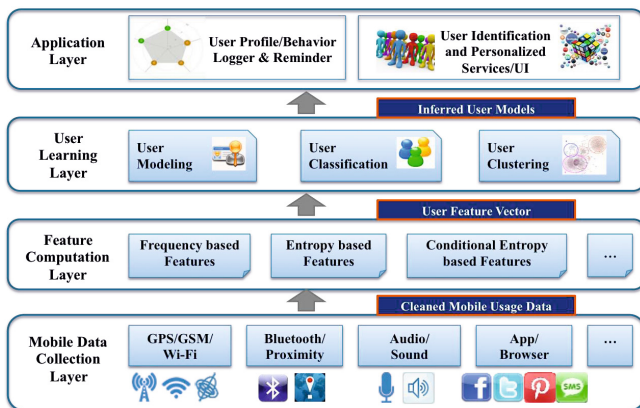 Application
Layer
User Profile/Behavior
Logger & Reminder
User Identification
and Personalized
Services/UI
Inferred User Models
User
Learning
Layer
User
Modeling
User
Classification
User
Clustering
User Feature Vector
Feature
Computation
Layer
Frequency based
Features
Entropy based
Features
Conditional Entropy
based Features
...
Cleaned Mobile Usage Data
Mobile Data
Collection
Layer
GPS/GSM/
Wi-Fi
Bluetooth/
Proximity
Audio/
Sound
App/
Browser
...
SMS